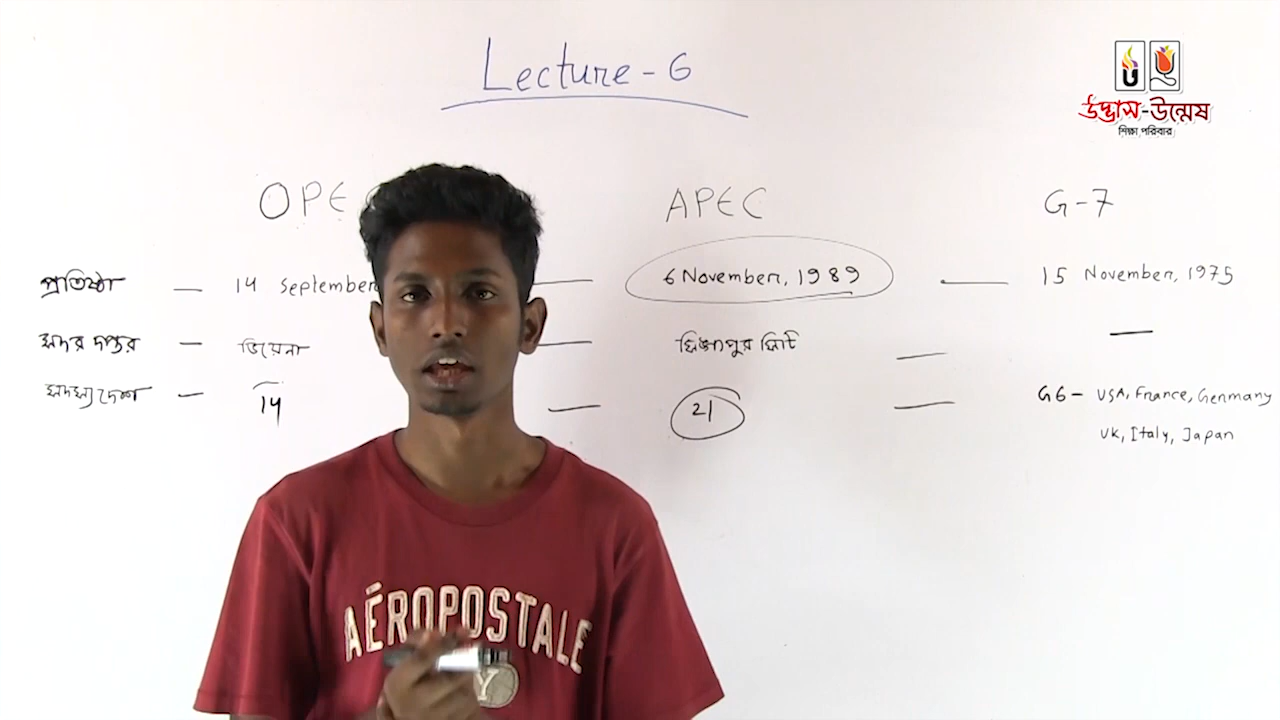 Lecture - 6
উদ্ভাস-উন্মেষ
শিক্ষা পরিবার
OPE APEC G-7
প্রতিষ্ঠা — 14 September — 6 November, 1989 — 15 November, 1975
সদর দপ্তর — ভিয়েনা — সিঙ্গাপুর সিটি — —
সদস্যদেশ — 14 — 21 — G6 - USA, France, Germany
UK, Italy, Japan
AÉROPOSTALE